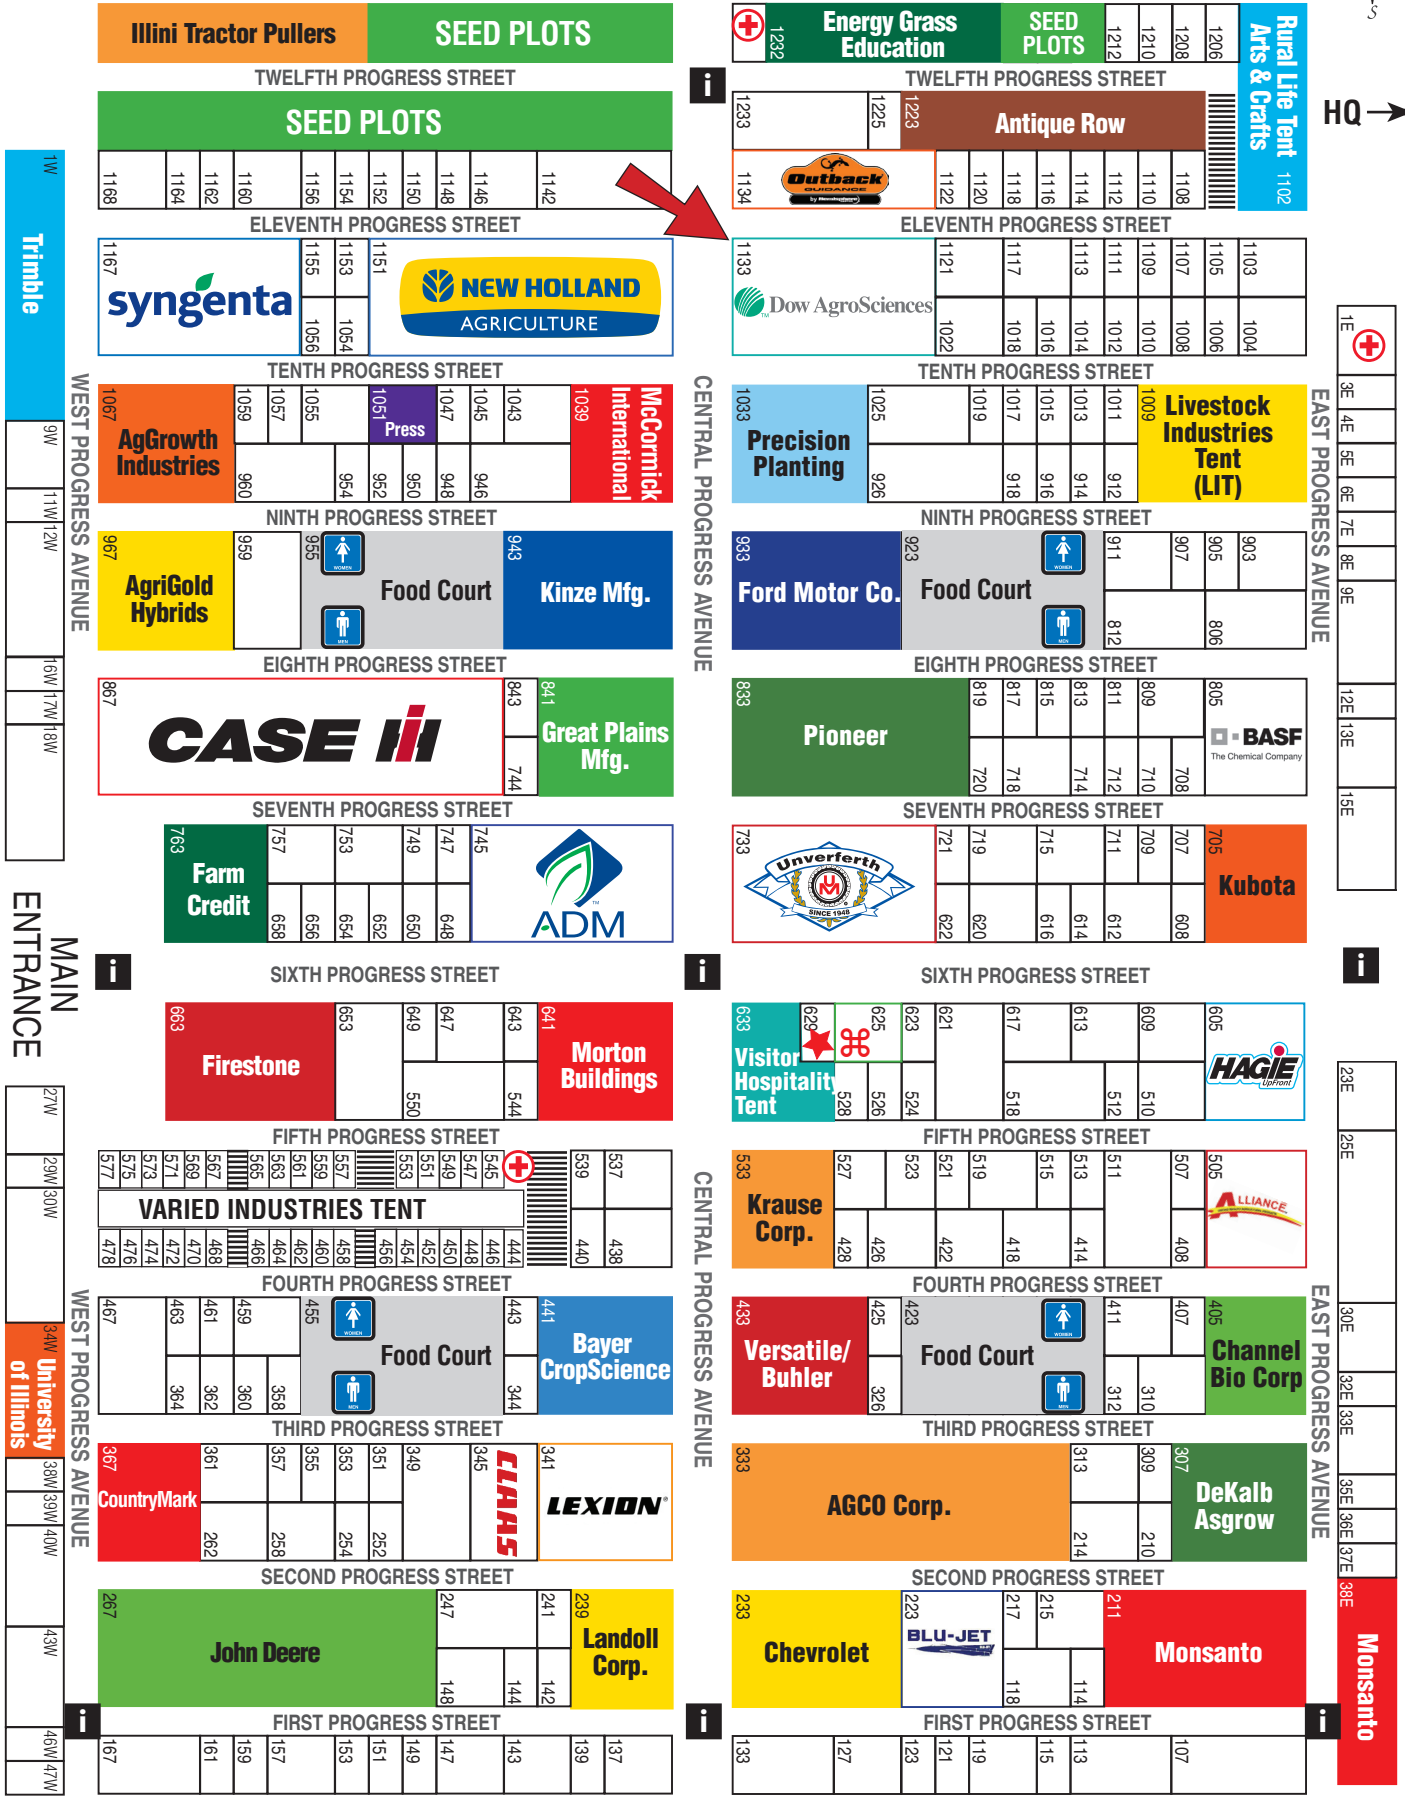 's
Illini Tractor Pullers
SEED PLOTS
1232
Energy Grass
Education
SEED
PLOTS
1212
1210
1208
1206
Rural Life Tent
Arts & Crafts
1102
HQ
TWELFTH PROGRESS STREET
i
TWELFTH PROGRESS STREET
SEED PLOTS
1233
1225
1223
Antique Row
1W
Trimble
1168
1164
1162
1160
1156
1154
1152
1150
1148
1146
1142
1134
Outback
GUIDANCE
by Hemisphere
1122
1120
1118
1116
1114
1112
1110
1108
ELEVENTH PROGRESS STREET
ELEVENTH PROGRESS STREET
1167
syngenta
1155
1153
1151
NEW HOLLAND
AGRICULTURE
1056
1054
1133
Dow AgroSciences
TM
1121
1117
1113
1111
1109
1107
1105
1103
1022
1018
1016
1014
1012
1010
1008
1006
1004
1E
3E
4E
5E
6E
7E
8E
9E
12E
13E
15E
TENTH PROGRESS STREET
TENTH PROGRESS STREET
WEST PROGRESS AVENUE
CENTRAL PROGRESS AVENUE
EAST PROGRESS AVENUE
9W
11W
12W
16W
17W
18W
1067
AgGrowth
Industries
1059
1057
1055
1051
Press
1047
1045
1043
1039
McCormick
International
960
954
952
950
948
946
1033
Precision
Planting
1025
1019
1017
1015
1013
1011
1009
Livestock
Industries
Tent
(LIT)
926
918
916
914
912
NINTH PROGRESS STREET
NINTH PROGRESS STREET
967
AgriGold
Hybrids
959
955
WOMEN
MEN
Food Court
943
Kinze Mfg.
933
Ford Motor Co.
923
Food Court
WOMEN
MEN
911
907
905
903
812
806
EIGHTH PROGRESS STREET
EIGHTH PROGRESS STREET
867
CASE IH
843
744
841
Great Plains
Mfg.
833
Pioneer
819
817
815
813
811
809
805
BASF
The Chemical Company
720
718
714
712
710
708
SEVENTH PROGRESS STREET
SEVENTH PROGRESS STREET
763
Farm
Credit
757
753
749
747
745
ADM
TM
658
656
654
652
650
648
733
Unverferth
UM
SINCE 1948
721
719
715
711
709
707
705
Kubota
622
620
616
614
612
608
MAIN
ENTRANCE
i
SIXTH PROGRESS STREET
i
SIXTH PROGRESS STREET
i
663
Firestone
653
649
647
643
641
Morton
Buildings
550
544
633
Visitor
Hospitality
Tent
629
625
623
621
617
613
609
605
HAGIE
UpFront
528
526
524
518
512
510
FIFTH PROGRESS STREET
FIFTH PROGRESS STREET
27W
29W
30W
34W
University
of Illinois
38W
39W
40W
43W
46W
47W
577
575
573
571
569
567
565
563
561
559
557
553
551
549
547
545
539
537
VARIED INDUSTRIES TENT
478
476
474
472
470
468
466
464
462
460
458
456
454
452
450
448
446
444
440
438
533
Krause
Corp.
527
523
521
519
515
513
511
507
505
ALLIANCE
428
426
422
418
414
408
23E
25E
30E
32E
33E
35E
36E
37E
38E
Monsanto
FOURTH PROGRESS STREET
FOURTH PROGRESS STREET
WEST PROGRESS AVENUE
CENTRAL PROGRESS AVENUE
EAST PROGRESS AVENUE
467
463
461
459
455
WOMEN
MEN
Food Court
443
441
Bayer
CropScience
364
362
360
358
344
433
Versatile/
Buhler
425
423
Food Court
WOMEN
MEN
411
407
405
Channel
Bio Corp
326
312
310
THIRD PROGRESS STREET
THIRD PROGRESS STREET
367
CountryMark
361
357
355
353
351
349
345
CLAAS
341
LEXION
262
258
254
252
333
AGCO Corp.
313
309
307
DeKalb
Asgrow
214
210
SECOND PROGRESS STREET
SECOND PROGRESS STREET
267
John Deere
247
241
239
Landoll
Corp.
148
144
142
233
Chevrolet
223
BLU-JET
217
215
211
Monsanto
118
114
i
FIRST PROGRESS STREET
i
FIRST PROGRESS STREET
i
167
161
159
157
153
151
149
147
143
139
137
133
127
123
121
119
115
113
107